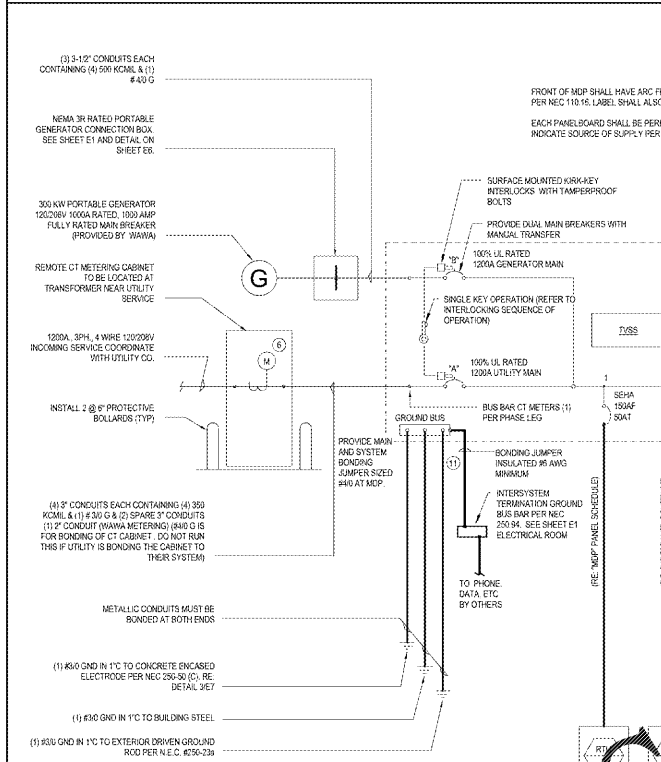 (3) 3-1/2" CONDUITS EACH
CONTAINING (4) 500 KCMIL & (1)
#4/0 G
FRONT OF MDP SHALL HAVE ARC
PER NEC 110.16. LABEL SHALL ALSO
NEMA 3R RATED PORTABLE
GENERATOR CONNECTION BOX.
SEE SHEET E1 AND DETAIL ON
SHEET E6.
EACH PANELBOARD SHALL BE
INDICATE SOURCE OF SUPPLY PER
SURFACE MOUNTED KIRK-KEY
INTERLOCKS WITH TAMPERPROOF
BOLTS
300 KW PORTABLE GENERATOR
120/208V 1000A RATED, 1000 AMP
FULLY RATED MAIN BREAKER
(PROVIDED BY WAWA)
PROVIDE DUAL MAIN BREAKERS WITH
MANUAL TRANSFER
"B"
100% UL RATED
1200A GENERATOR MAIN
G
I
REMOTE CT METERING CABINET
TO BE LOCATED AT
TRANSFORMER NEAR UTILITY
SERVICE
SINGLE KEY OPERATION (REFER TO
INTERLOCKING SEQUENCE OF
OPERATION)
TVSS
1200A., 3PH., 4 WIRE 120/208V
INCOMING SERVICE COORDINATE
WITH UTILITY CO.
6
M
"A"
100% UL RATED
1200A UTILITY MAIN
1
SEHA
150AF
50AT
INSTALL 2 @ 6" PROTECTIVE
BOLLARDS (TYP)
GROUND BUS
BUS BAR CT METERS (1)
PER PHASE LEG
PROVIDE MAIN
AND SYSTEM
BONDING
JUMPER SIZED
#4/0 AT MDP.
11
BONDING JUMPER
INSULATED #6 AWG
MINIMUM
(4) 3" CONDUITS EACH CONTAINING (4) 350
KCMIL & (1) # 3/0 G & (2) SPARE 3" CONDUITS
(1) 2" CONDUIT (WAWA METERING) (#4/0 G IS
FOR BONDING OF CT CABINET . DO NOT RUN
THIS IF UTILITY IS BONDING THE CABINET TO
THEIR SYSTEM)
INTERSYSTEM
TERMINATION GROUND
BUS BAR PER NEC
250.94. SEE SHEET E1
ELECTRICAL ROOM
(RE: "MDP" PANEL SCHEDULE)
TO PHONE,
DATA, ETC
BY OTHERS
METALLIC CONDUITS MUST BE
BONDED AT BOTH ENDS
(1) #3/0 GND IN 1"C TO CONCRETE ENCASED
ELECTRODE PER NEC 250-50 (C). RE:
DETAIL 3/E7
(1) #3/0 GND IN 1"C TO BUILDING STEEL
(1) #3/0 GND IN 1"C TO EXTERIOR DRIVEN GROUND
ROD PER N.E.C. #250-23a